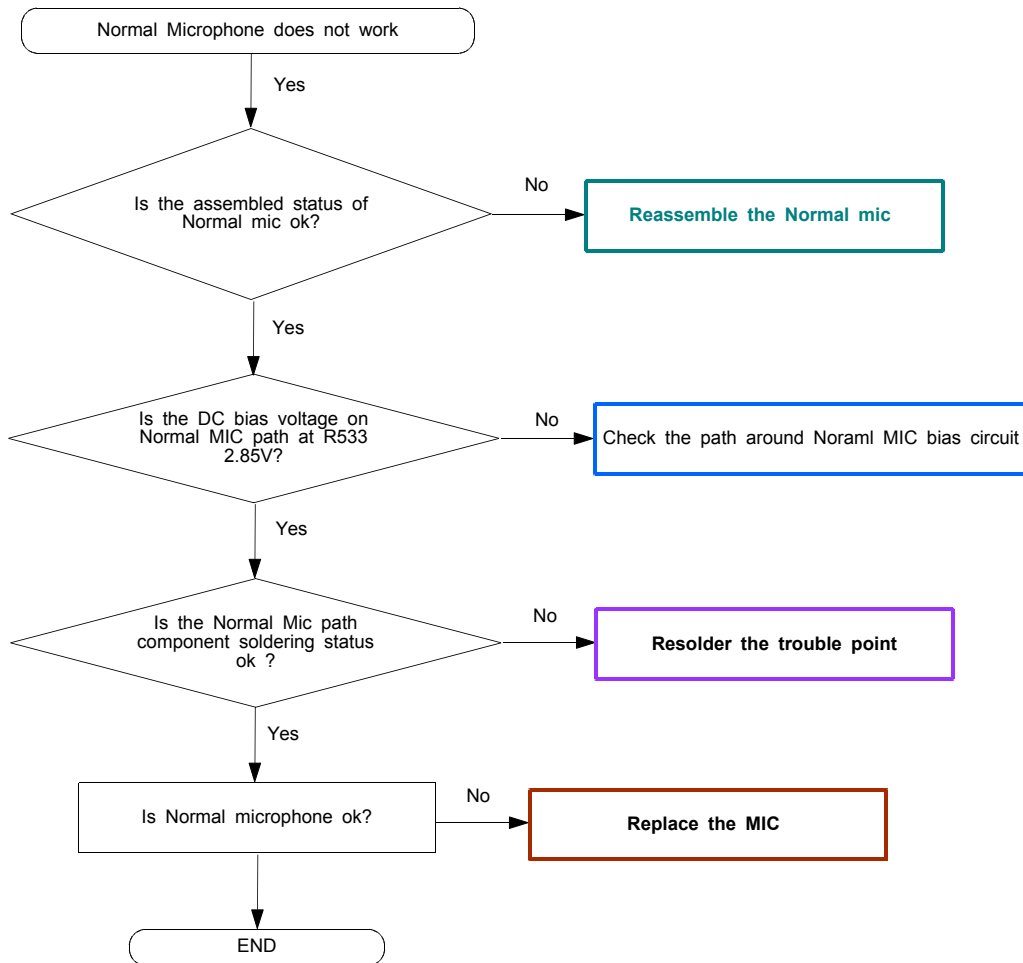 Normal Microphone does not work
Yes
Is the assembled status of
Normal mic ok?
No
Reassemble the Normal mic
Yes
Is the DC bias voltage on
Normal MIC path at R533
2.85V?
No
Check the path around Noraml MIC bias circuit
Yes
Is the Normal Mic path
component soldering status
ok ?
No
Resolder the trouble point
Yes
Is Normal microphone ok?
No
Replace the MIC
END